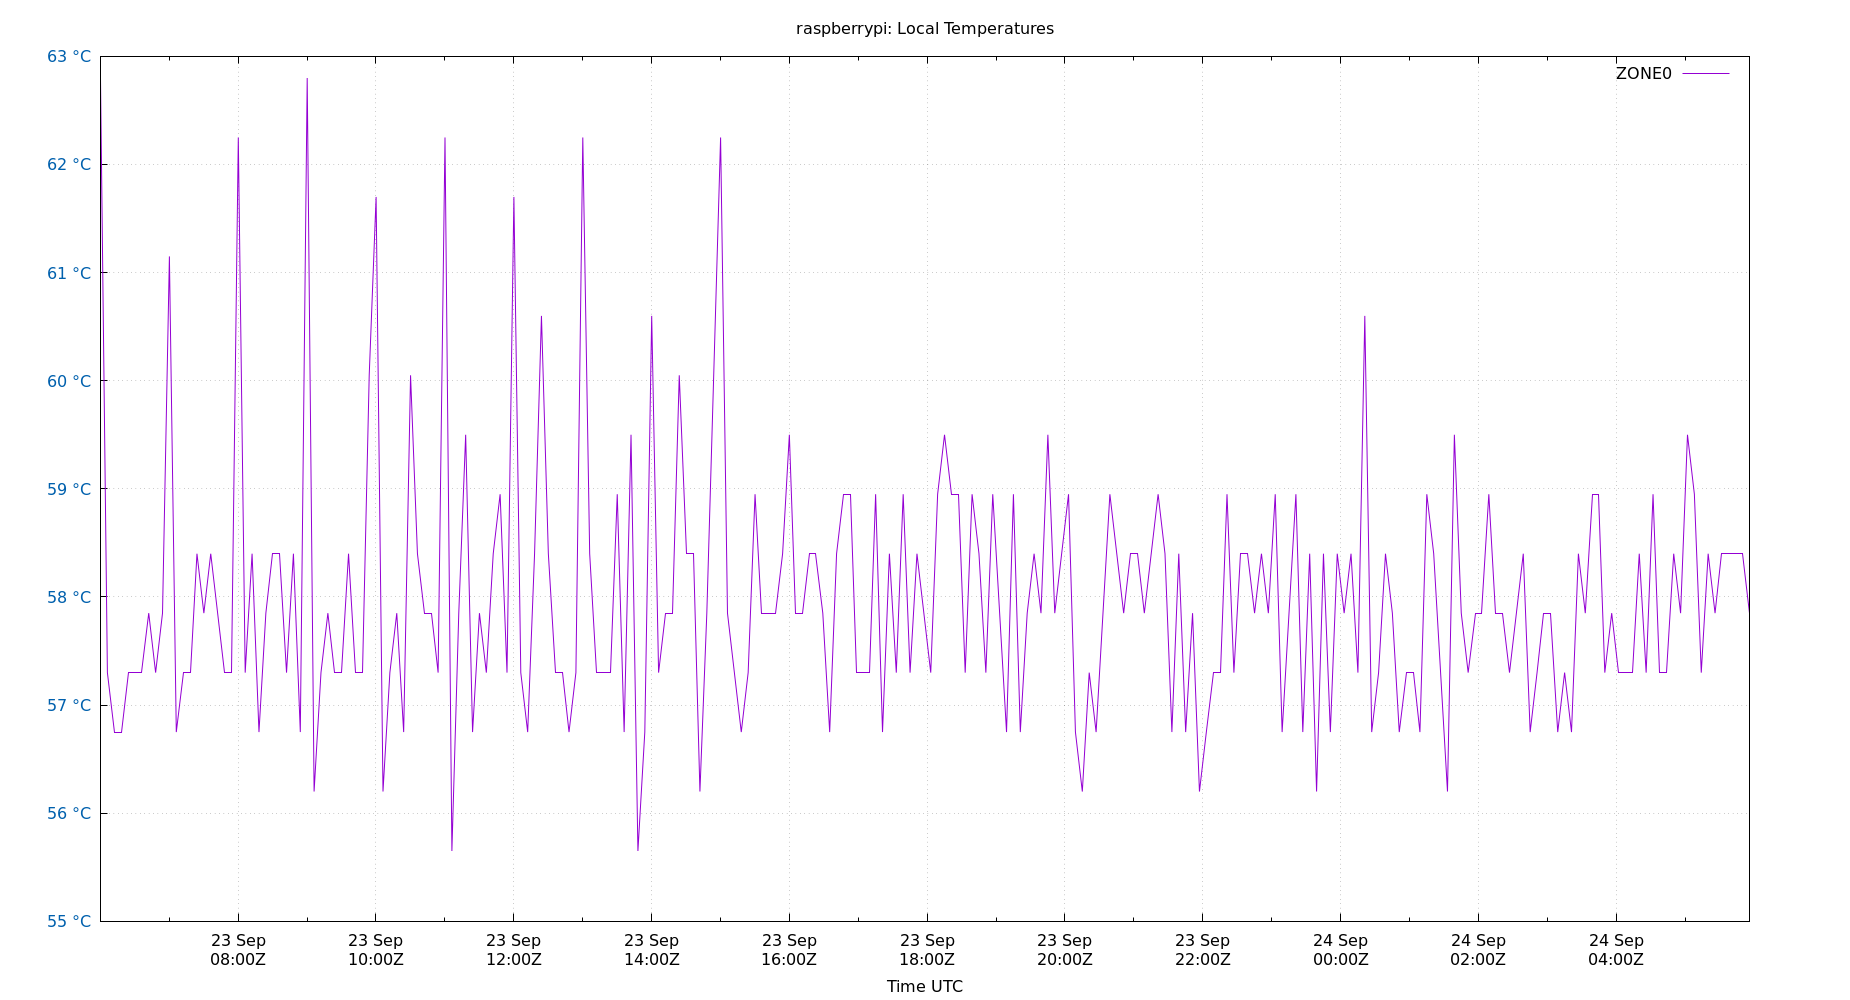 raspberrypi: Local Temperatures
63 °C
ZONE0
62 °C
61 °C
60 °C
59 °C
58 °C
57 °C
56 °C
55 °C
23 Sep 23 Sep 23 Sep 23 Sep 23 Sep 23 Sep 23 Sep 23 Sep 24 Sep 24 Sep 24 Sep
08:00Z 10:00Z 12:00Z 14:00Z 16:00Z 18:00Z 20:00Z 22:00Z 00:00Z 02:00Z 04:00Z
Time UTC